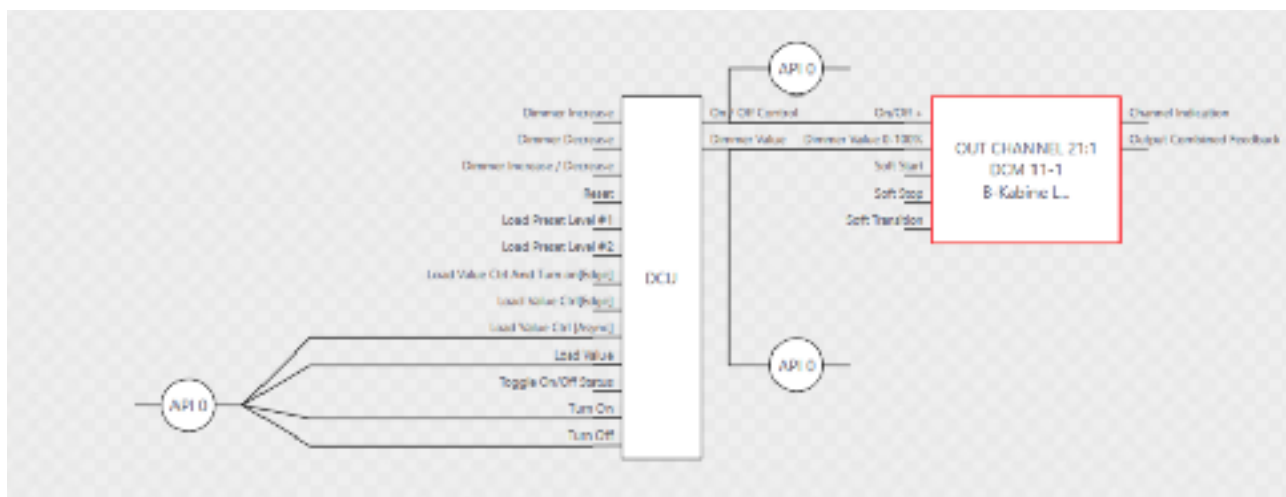 API 0
Dimmer Increase
Dimmer Decrease
Dimmer Increase / Decrease
Reset
Load Preset Level #1
Load Preset Level #2
Load Value Ctrl And Turn on(Edge)
Load Value Ctrl(Edge)
Load Value Ctrl (Async)
Load Value
Toggle On/Off Status
Turn On
Turn Off
API 0
DCU
On / Off Control
Dimmer Value
API 0
On/Off +
Dimmer Value 0-100%
Soft Start
Soft Stop
Soft Transition
OUT CHANNEL 21:1
DCM 11-1
B-Kabine L...
Channel Indication
Output Combined Feedback